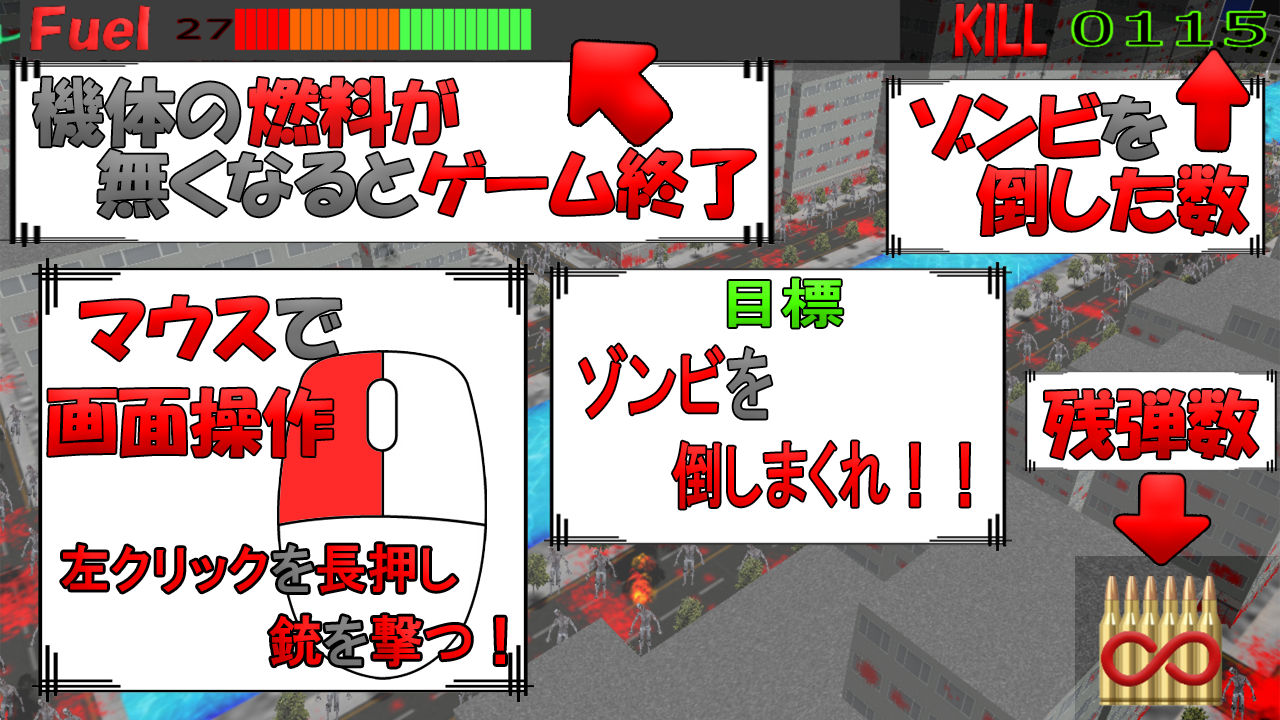 Fuel 27
KILL 0115
機体の燃料が
無くなるとゲーム終了
ゾンビを
倒した数
マウスで
画面操作
左クリックを長押し
銃を撃つ！
目標
ゾンビを
倒しまくれ！！
残弾数
∞